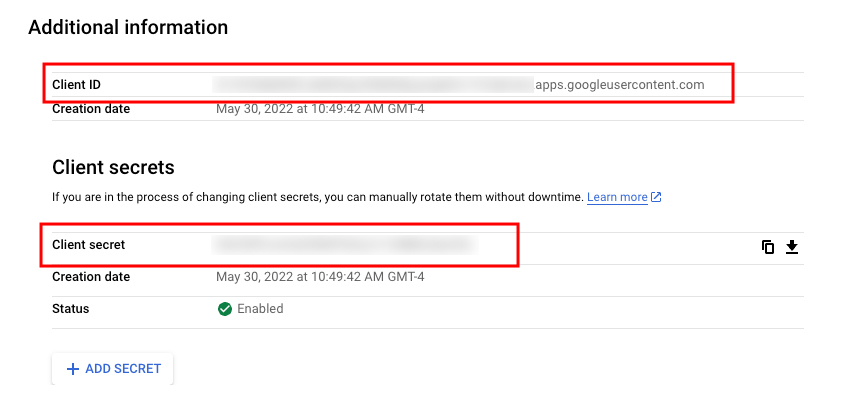 Additional information
Client ID apps.googleusercontent.com
Creation date May 30, 2022 at 10:49:42 AM GMT-4
Client secrets
If you are in the process of changing client secrets, you can manually rotate them without downtime. Learn more
Client secret
Creation date May 30, 2022 at 10:49:42 AM GMT-4
Status Enabled
ADD SECRET